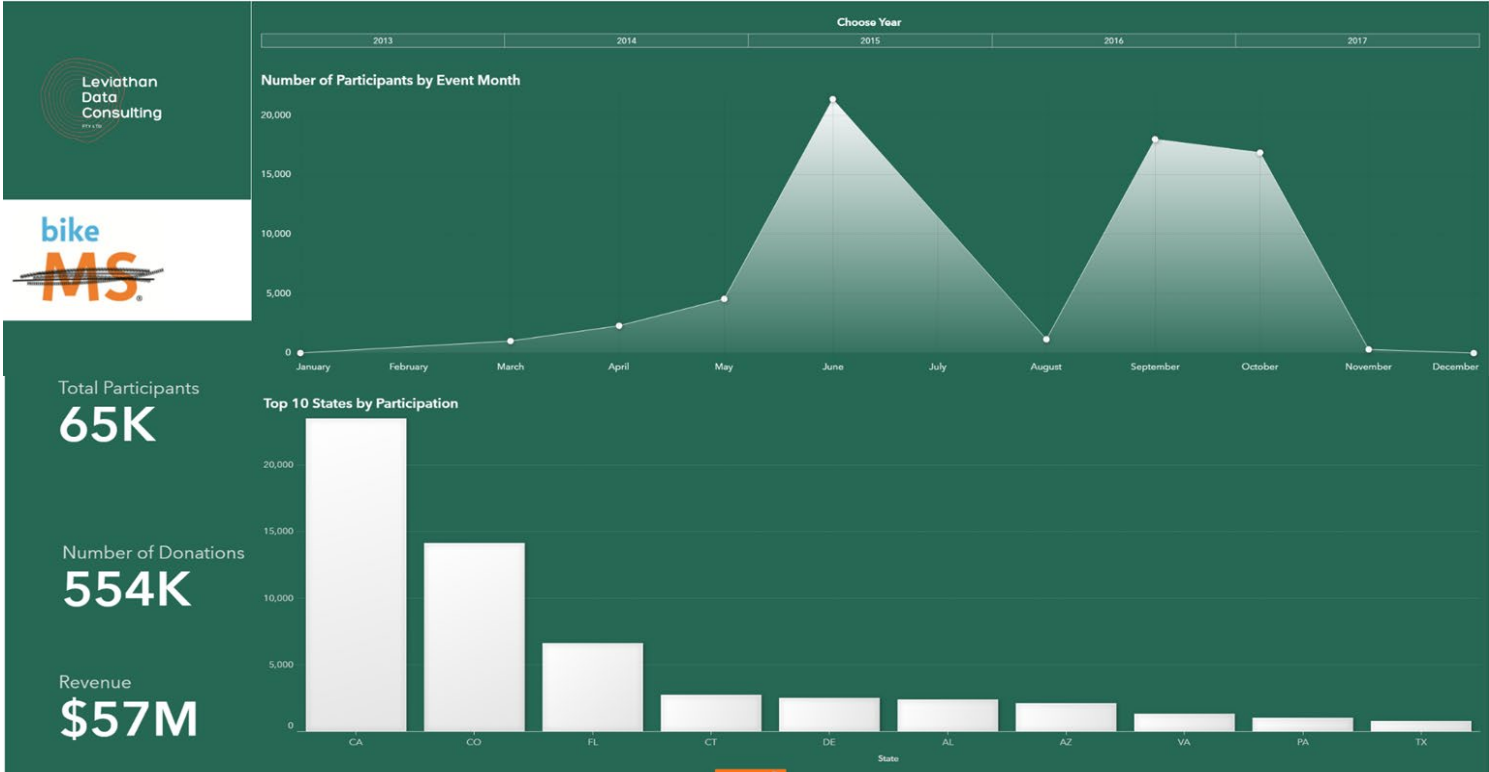 Leviathan
Data
Consulting
PTY LTD
bike
MS®
Total Participants
65K
Number of Donations
554K
Revenue
$57M
Choose Year
2013 2014 2015 2016 2017
Number of Participants by Event Month
20,000
15,000
10,000
5,000
0
January February March April May June July August September October November December
Top 10 States by Participation
20,000
15,000
10,000
5,000
0
CA CO FL CT DE AL AZ VA PA TX
State